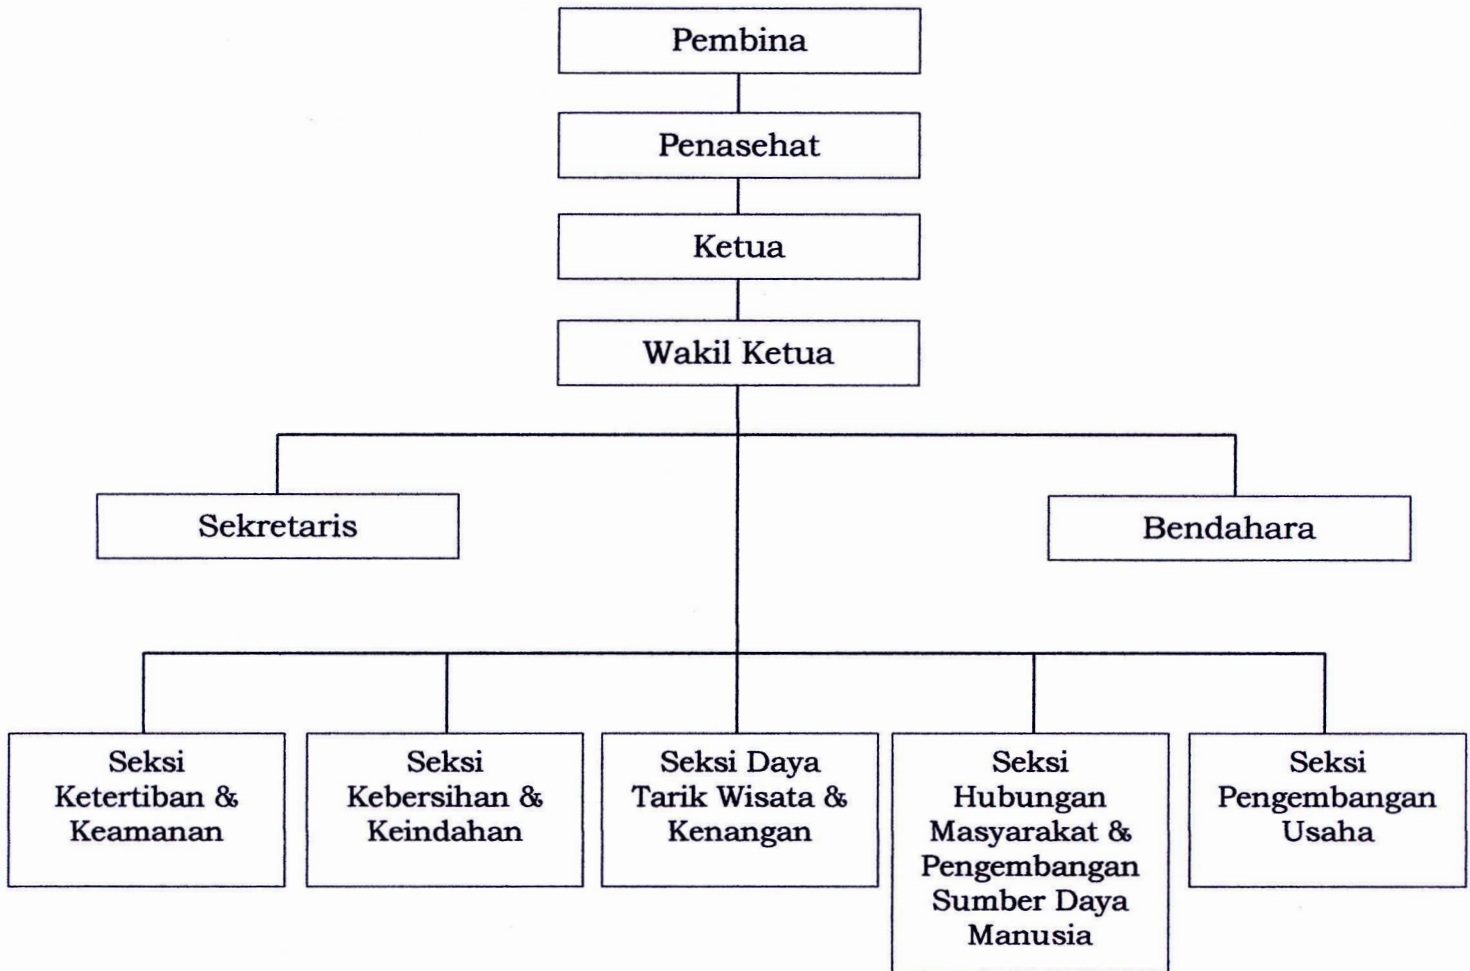 Pembina
Penasehat
Ketua
Wakil Ketua
Sekretaris
Bendahara
Seksi
Ketertiban &
Keamanan
Seksi
Kebersihan &
Keindahan
Seksi Daya
Tarik Wisata &
Kenangan
Seksi
Hubungan
Masyarakat &
Pengembangan
Sumber Daya
Manusia
Seksi
Pengembangan
Usaha